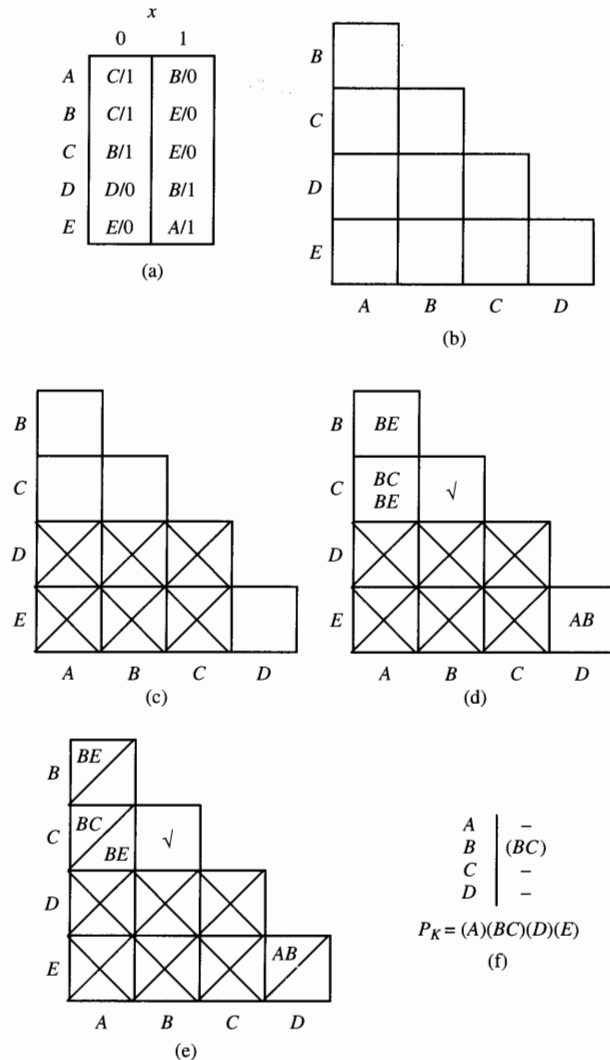 x
0 1
A C/1 B/0
B C/1 E/0
C B/1 E/0
D D/0 B/1
E E/0 A/1
(a)
B
C
D
E
A B C D
(b)
B
C
D
E
A B C D
(c)
B BE
C BC √
BE
D
E AB
A B C D
(d)
B BE
C BC √
BE
D
E AB
A B C D
(e)
A –
B (BC)
C –
D –
P_K = (A)(BC)(D)(E)
(f)